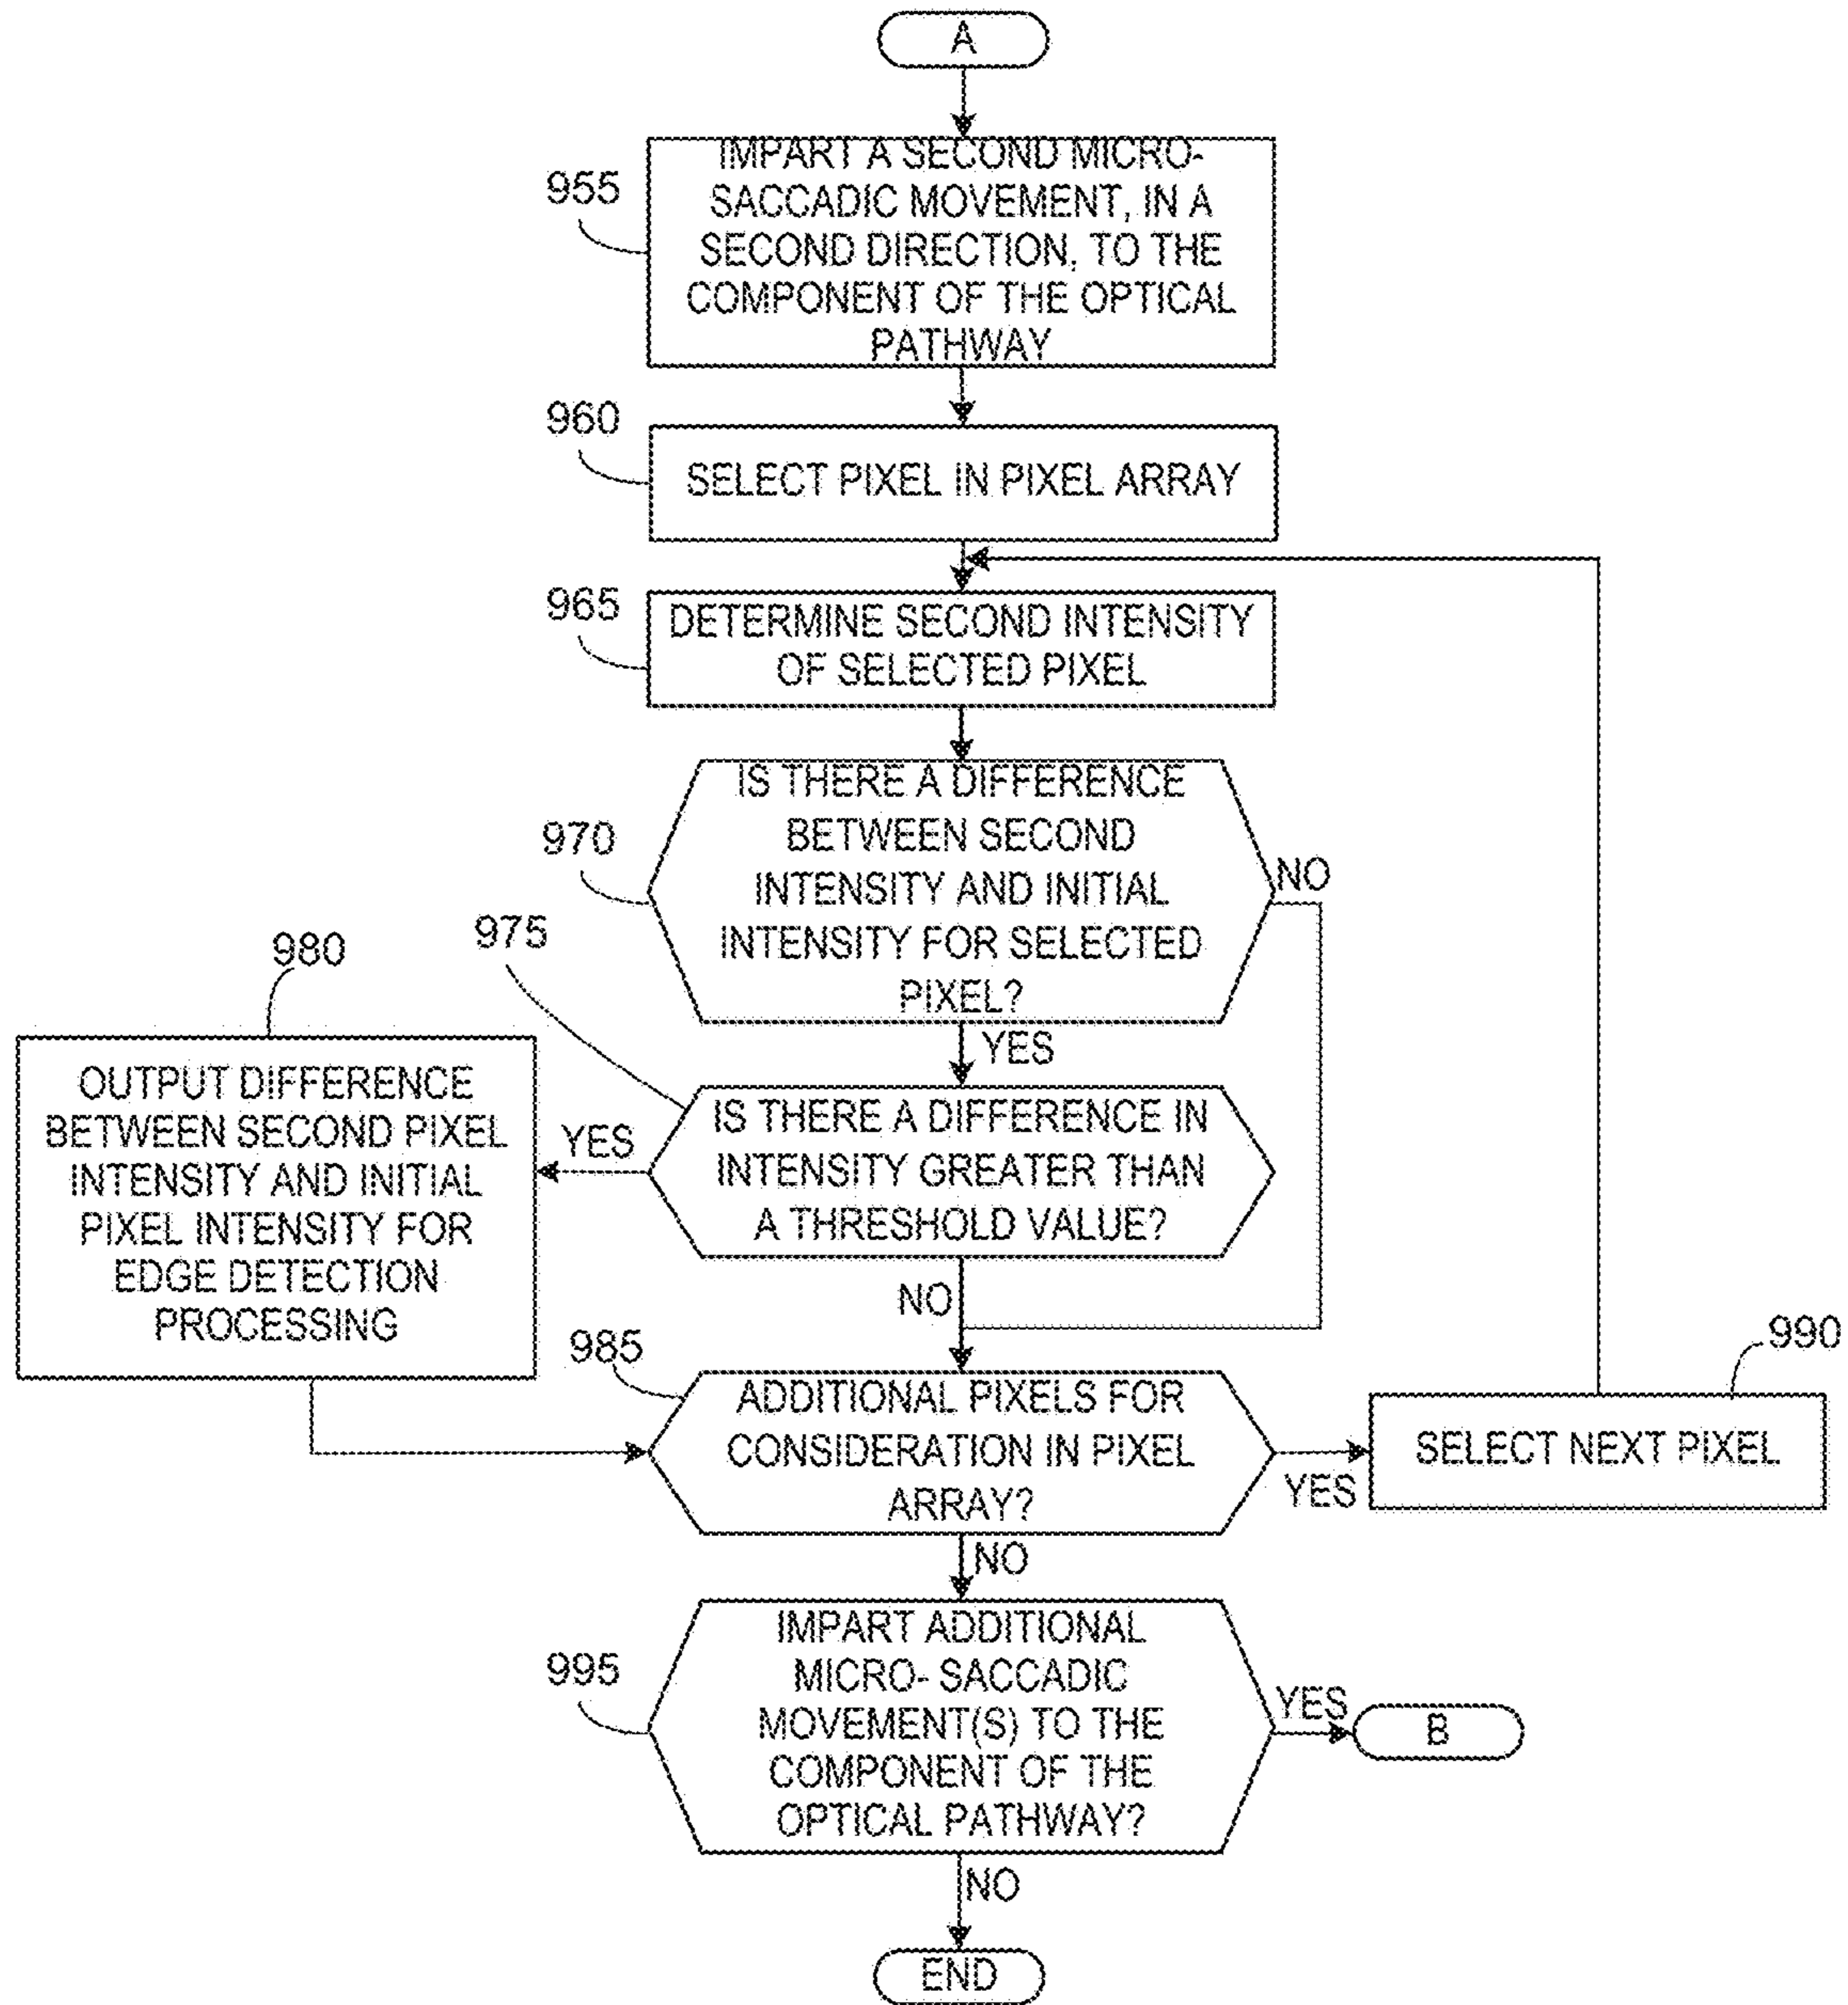 A
955
IMPART A SECOND MICRO-
SACCADIC MOVEMENT, IN A
SECOND DIRECTION, TO THE
COMPONENT OF THE OPTICAL
PATHWAY
960
SELECT PIXEL IN PIXEL ARRAY
965
DETERMINE SECOND INTENSITY
OF SELECTED PIXEL
970
IS THERE A DIFFERENCE
BETWEEN SECOND
INTENSITY AND INITIAL
INTENSITY FOR SELECTED
PIXEL?
NO
YES
975
IS THERE A DIFFERENCE IN
INTENSITY GREATER THAN
A THRESHOLD VALUE?
YES
NO
980
OUTPUT DIFFERENCE
BETWEEN SECOND PIXEL
INTENSITY AND INITIAL
PIXEL INTENSITY FOR
EDGE DETECTION
PROCESSING
985
ADDITIONAL PIXELS FOR
CONSIDERATION IN PIXEL
ARRAY?
YES
990
SELECT NEXT PIXEL
NO
995
IMPART ADDITIONAL
MICRO- SACCADIC
MOVEMENT(S) TO THE
COMPONENT OF THE
OPTICAL PATHWAY?
YES
B
NO
END